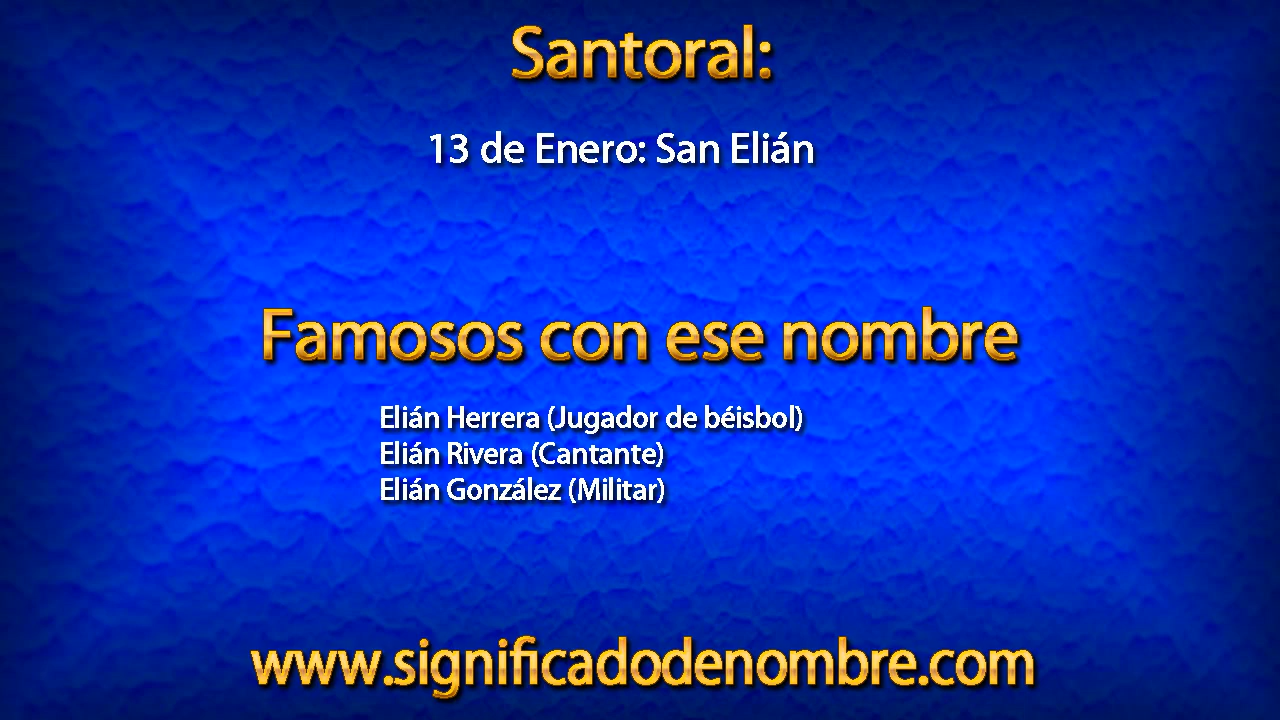 Santoral:
13 de Enero: San Elián
Famosos con ese nombre
Elián Herrera (Jugador de béisbol)
Elián Rivera (Cantante)
Elián González (Militar)
www.significadodenombre.com